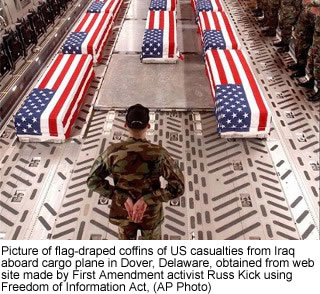 Picture of flag-draped coffins of US casualties from Iraq
aboard cargo plane in Dover, Delaware, obtained from web
site made by First Amendment activist Russ Kick using
Freedom of Information Act, (AP Photo)